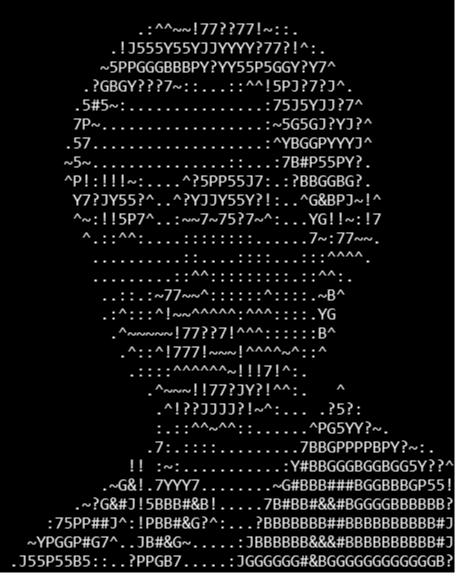 .:^^~~!77??77!~::.
.!J555Y55YJJYYYY?77?!^:.
~5PPGGGBBBPY?YY55P5GGY?Y7^
.?GBGY???7~::...::^^!5PJ?7?J^.
.5#5~:...............:75J5YJJ?7^
7P~..................:~5G5GJ?YJ?^
.57..................:^YBGGPYYYJ^
~5~...............::...:7B#P55PY?.
^P!:!!!~:....^?5PP55J7:.:?BBGGBG?.
Y7?JY55?^..^?YJJY55Y?!:..^G&BPJ~!^
^~:!!5P7^..:~~7~75?7~^:...YG!!~:!7
^.::^^:....::::::::......7~:77~~.
..........::....::::...:::^^^^.
.........::^^:::::::::.::^^:.
..::.:~77~~^::::::^::::.~B^
.:^:::^!~~^^^^^:^^^::::.YG
.^~~~~~!77??7!^^^::::::B^
.^::^!777!~~~!^^^^~^::^
.::::^^^^^^~!!!7!^:.
.^~~~!!77?JY?!^^:.   ^
.^!??JJJJ?!~^:... .?5?:
:.::^^~^^::......^PG5YY?~.
.7:.::::.........7BBGPPPPBPY?~:.
!! :~:...........:Y#BBGGGBGGBGG5Y??^
.~G&!.7YYY7........~G#BBB###BGGBBBGP55!
.~?G&#J!5BBB#&B!.....7B#BB#&&#BGGGGBBBBBB?
:75PP##J^:!PBB#&G?^:...?BBBBBBB##BBBBBBBBBB#J
~YPGGP#G7^..JB#&G~.....:JBBBBBB&&&#BBBBBBBBB#J
.J55P55B5::..?PPGB7.....:JGGGGGG#&BGGGGGGGGGGGGB?